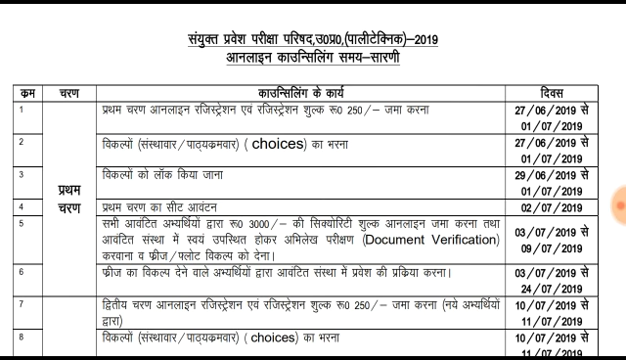 संयुक्त प्रवेश परीक्षा परिषद,उ0प्र0,(पालीटेक्निक)–2019
आनलाइन काउन्सिलिंग समय–सारणी
क्रम चरण काउन्सिलिंग के कार्य दिवस
1 प्रथम चरण आनलाइन रजिस्ट्रेशन एवं रजिस्ट्रेशन शुल्क रू0 250/– जमा करना 27/06/2019 से
01/07/2019
2 विकल्पों (संस्थावार/पाठ्यक्रमवार) ( choices) का भरना 27/06/2019 से
01/07/2019
3 विकल्पों को लॉक किया जाना 29/06/2019 से
01/07/2019
प्रथम
चरण
4 प्रथम चरण का सीट आवंटन 02/07/2019
5 सभी आवंटित अभ्यर्थियों द्वारा रू0 3000/– की सिक्योरिटी शुल्क आनलाइन जमा करना तथा
आवंटित संस्था में स्वयं उपस्थित होकर अभिलेख परीक्षण (Document Verification)
करवाना व फ्रीज/फ्लोट विकल्प को देना।
03/07/2019 से
09/07/2019
6 फ्रीज का विकल्प देने वाले अभ्यर्थियों द्वारा आवंटित संस्था में प्रवेश की प्रक्रिया करना। 03/07/2019 से
24/07/2019
7 द्वितीय चरण आनलाइन रजिस्ट्रेशन एवं रजिस्ट्रेशन शुल्क रू0 250/– जमा करना (नये अभ्यर्थियों
द्वारा)
10/07/2019 से
11/07/2019
8 विकल्पों (संस्थावार/पाठ्यक्रमवार) ( choices) का भरना 10/07/2019 से
11/07/2019